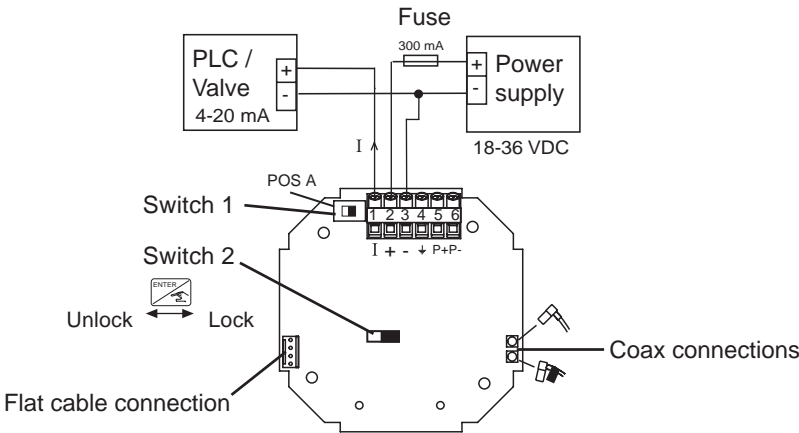 Fuse
300 mA
PLC /
Valve
4-20 mA
+
-
+
-
Power
supply
18-36 VDC
I
POS A
Switch 1
1 2 3 4 5 6
I + - ⏚ P+ P-
Switch 2
ENTER
Unlock
Lock
Coax connections
Flat cable connection